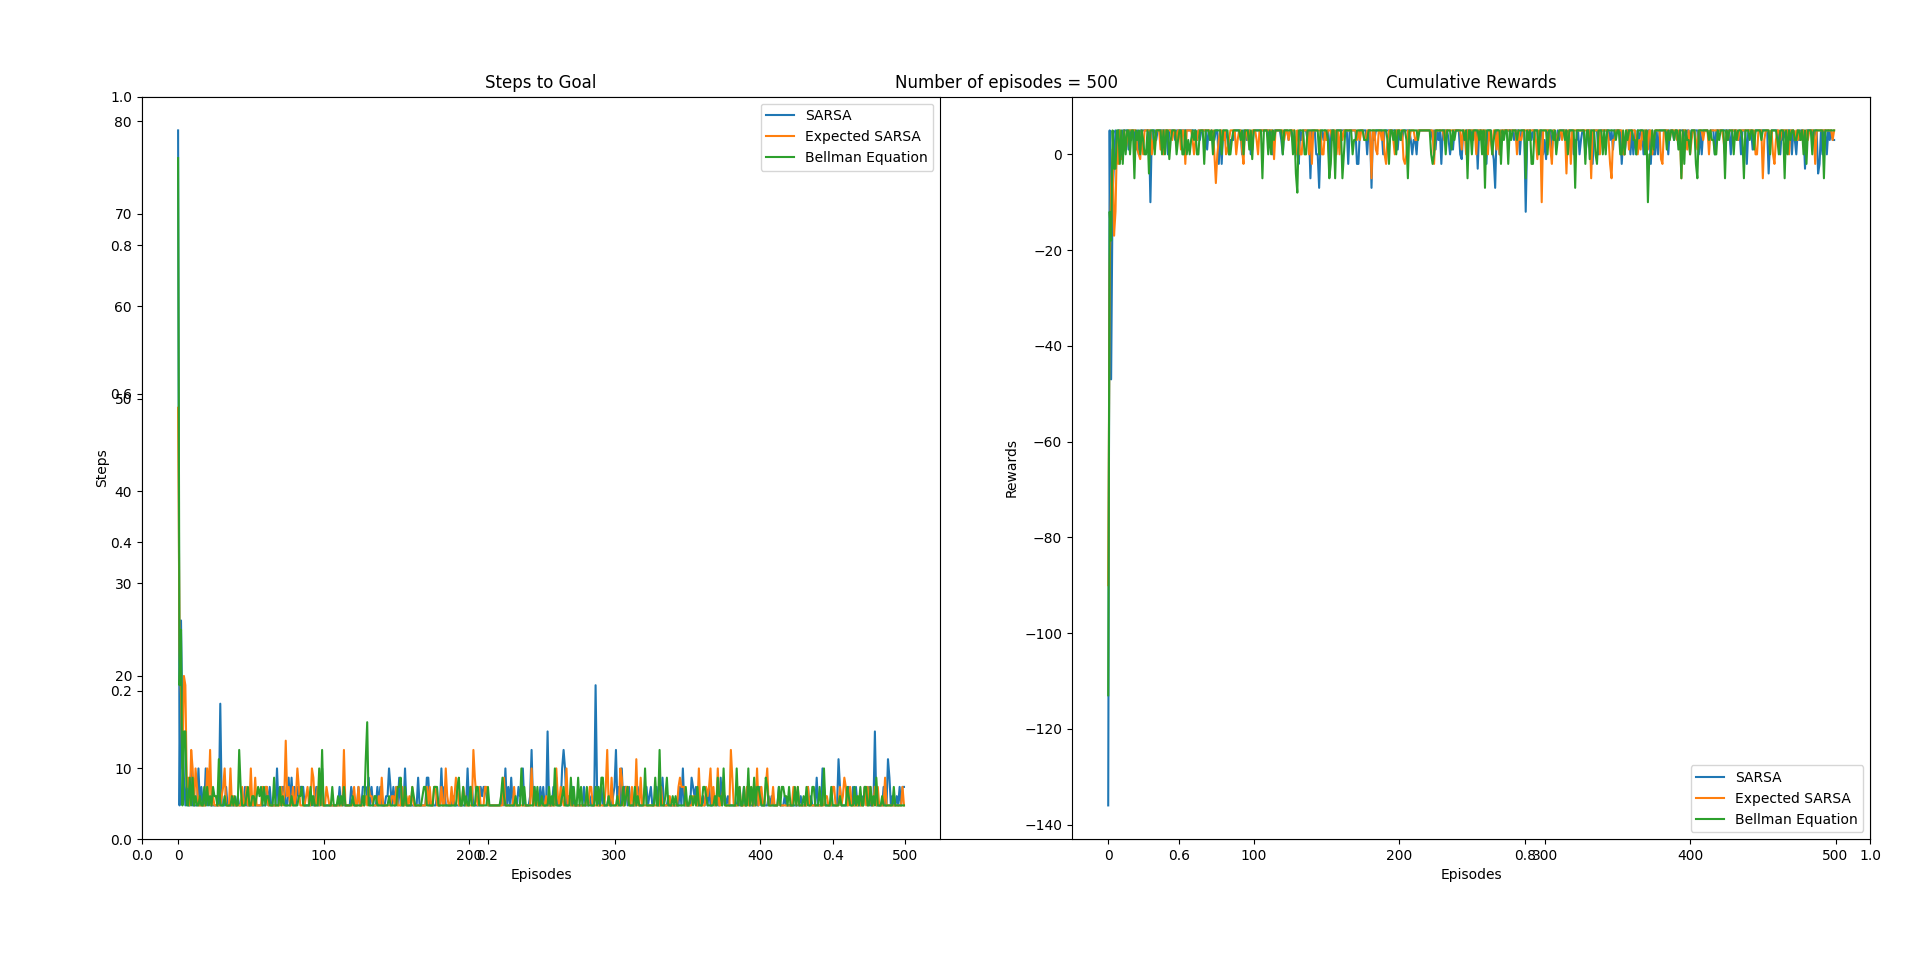 Steps to Goal
Number of episodes = 500
Cumulative Rewards
1.0
80
70
0.8
60
0.6
50
40
0.4
30
20
0.2
10
0.0
Steps
SARSA
Expected SARSA
Bellman Equation
0.0 0 100 200 0.2 300 400 0.4 500
Episodes
0
−20
−40
−60
−80
−100
−120
−140
Rewards
SARSA
Expected SARSA
Bellman Equation
0 0.6 100 200 0.8 300 400 500 1.0
Episodes